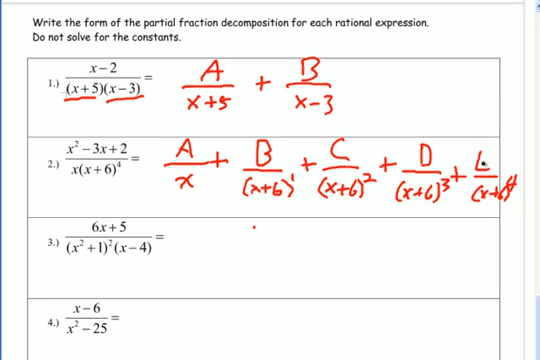 Write the form of the partial fraction decomposition for each rational expression.
Do not solve for the constants.
1.) (x − 2)/((x + 5)(x − 3)) = A/(x+5) + B/(x−3)
2.) (x² − 3x + 2)/(x(x + 6)⁴) = A/x + B/(x+6)¹ + C/(x+6)² + D/(x+6)³ +
3.) (6x + 5)/((x² + 1)²(x − 4)) =
4.) (x − 6)/(x² − 25) =